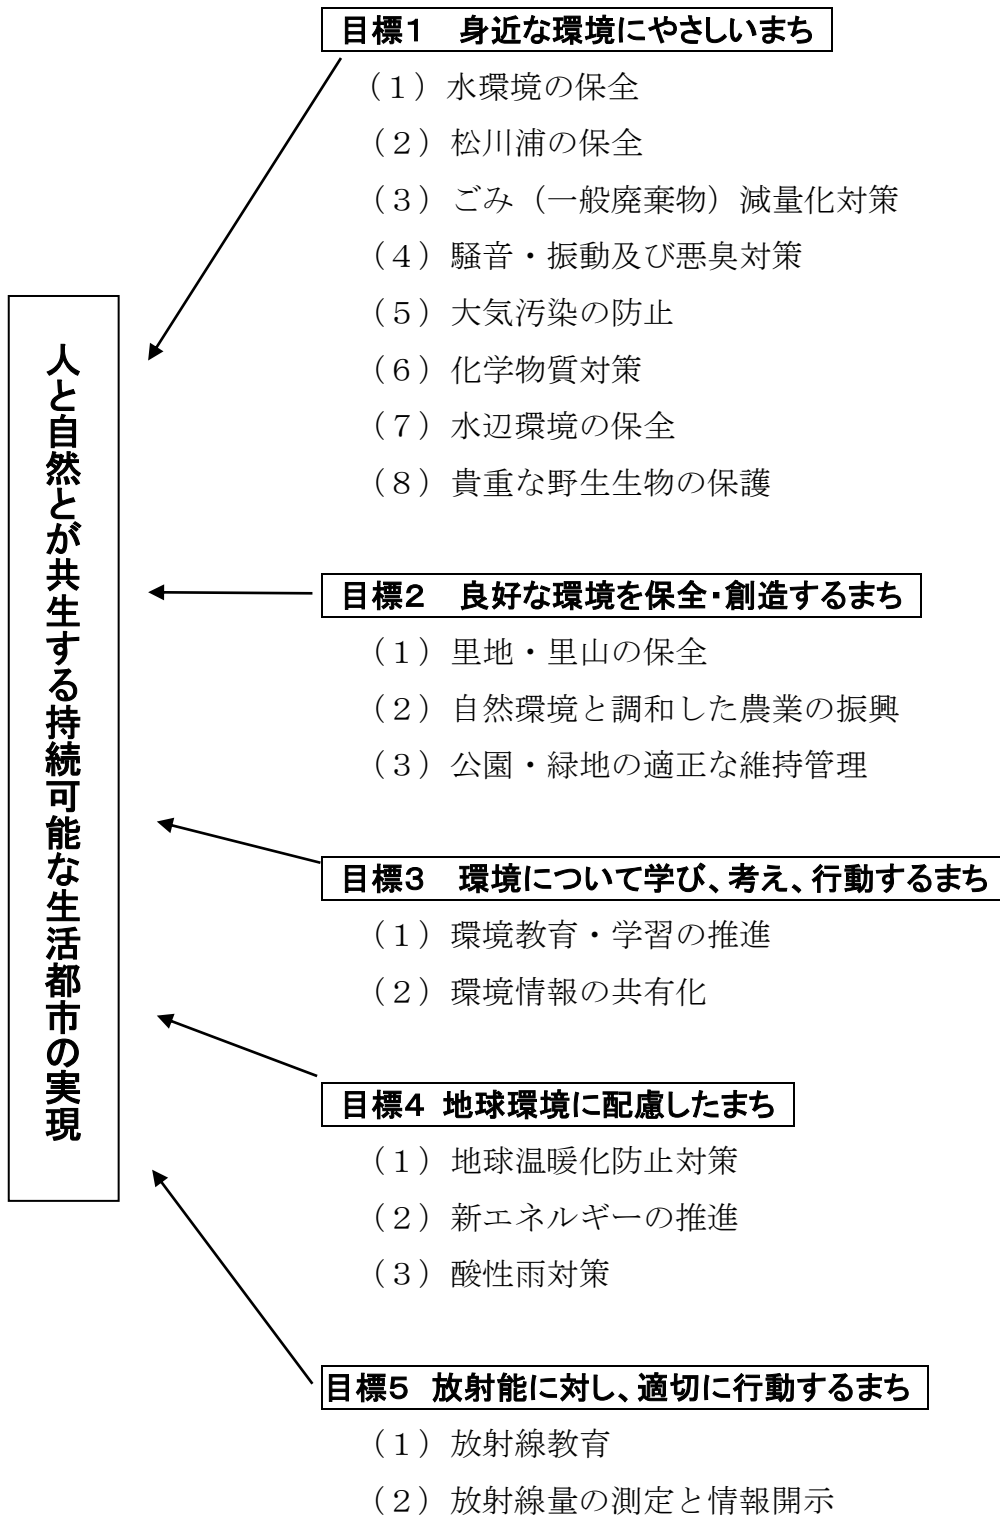 人と自然とが共生する持続可能な生活都市の実現
目標１　身近な環境にやさしいまち
（１）水環境の保全
（２）松川浦の保全
（３）ごみ（一般廃棄物）減量化対策
（４）騒音・振動及び悪臭対策
（５）大気汚染の防止
（６）化学物質対策
（７）水辺環境の保全
（８）貴重な野生生物の保護
目標２　良好な環境を保全・創造するまち
（１）里地・里山の保全
（２）自然環境と調和した農業の振興
（３）公園・緑地の適正な維持管理
目標３　環境について学び、考え、行動するまち
（１）環境教育・学習の推進
（２）環境情報の共有化
目標４ 地球環境に配慮したまち
（１）地球温暖化防止対策
（２）新エネルギーの推進
（３）酸性雨対策
目標５ 放射能に対し、適切に行動するまち
（１）放射線教育
（２）放射線量の測定と情報開示